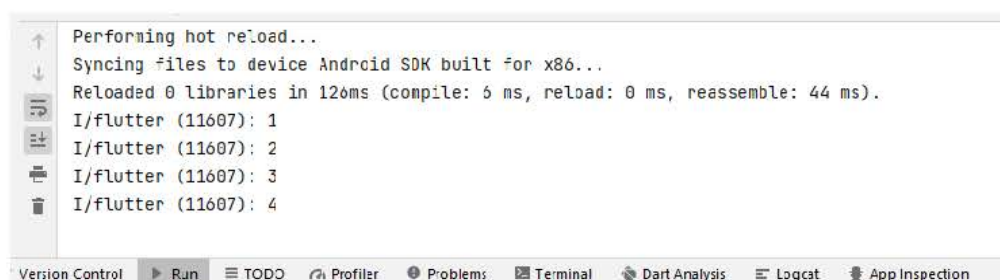 Performing hot reload...
Syncing files to device Android SDK built for x86...
Reloaded 0 libraries in 126ms (compile: 6 ms, reload: 0 ms, reassemble: 44 ms).
I/flutter (11607): 1
I/flutter (11607): 2
I/flutter (11607): 3
I/flutter (11607): 4
Version Control Run TODO Profiler Problems Terminal Dart Analysis Logcat App Inspection